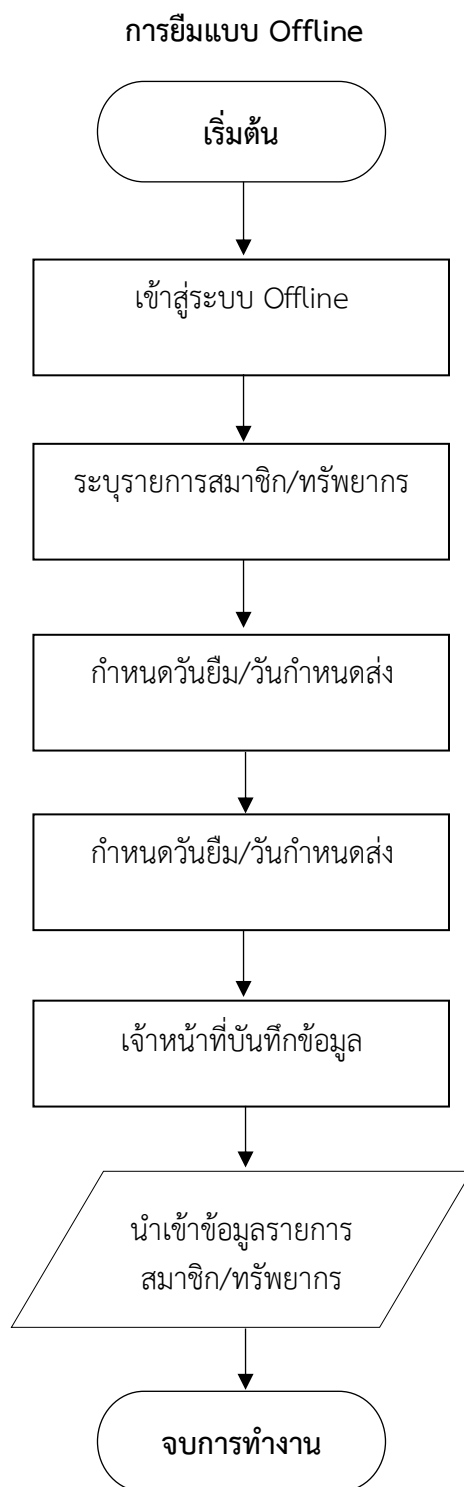 การยืมแบบ Offline
เริ่มต้น
เข้าสู่ระบบ Offline
ระบุรายการสมาชิก/ทรัพยากร
กำหนดวันยืม/วันกำหนดส่ง
กำหนดวันยืม/วันกำหนดส่ง
เจ้าหน้าที่บันทึกข้อมูล
นำเข้าข้อมูลรายการ
สมาชิก/ทรัพยากร
จบการทำงาน